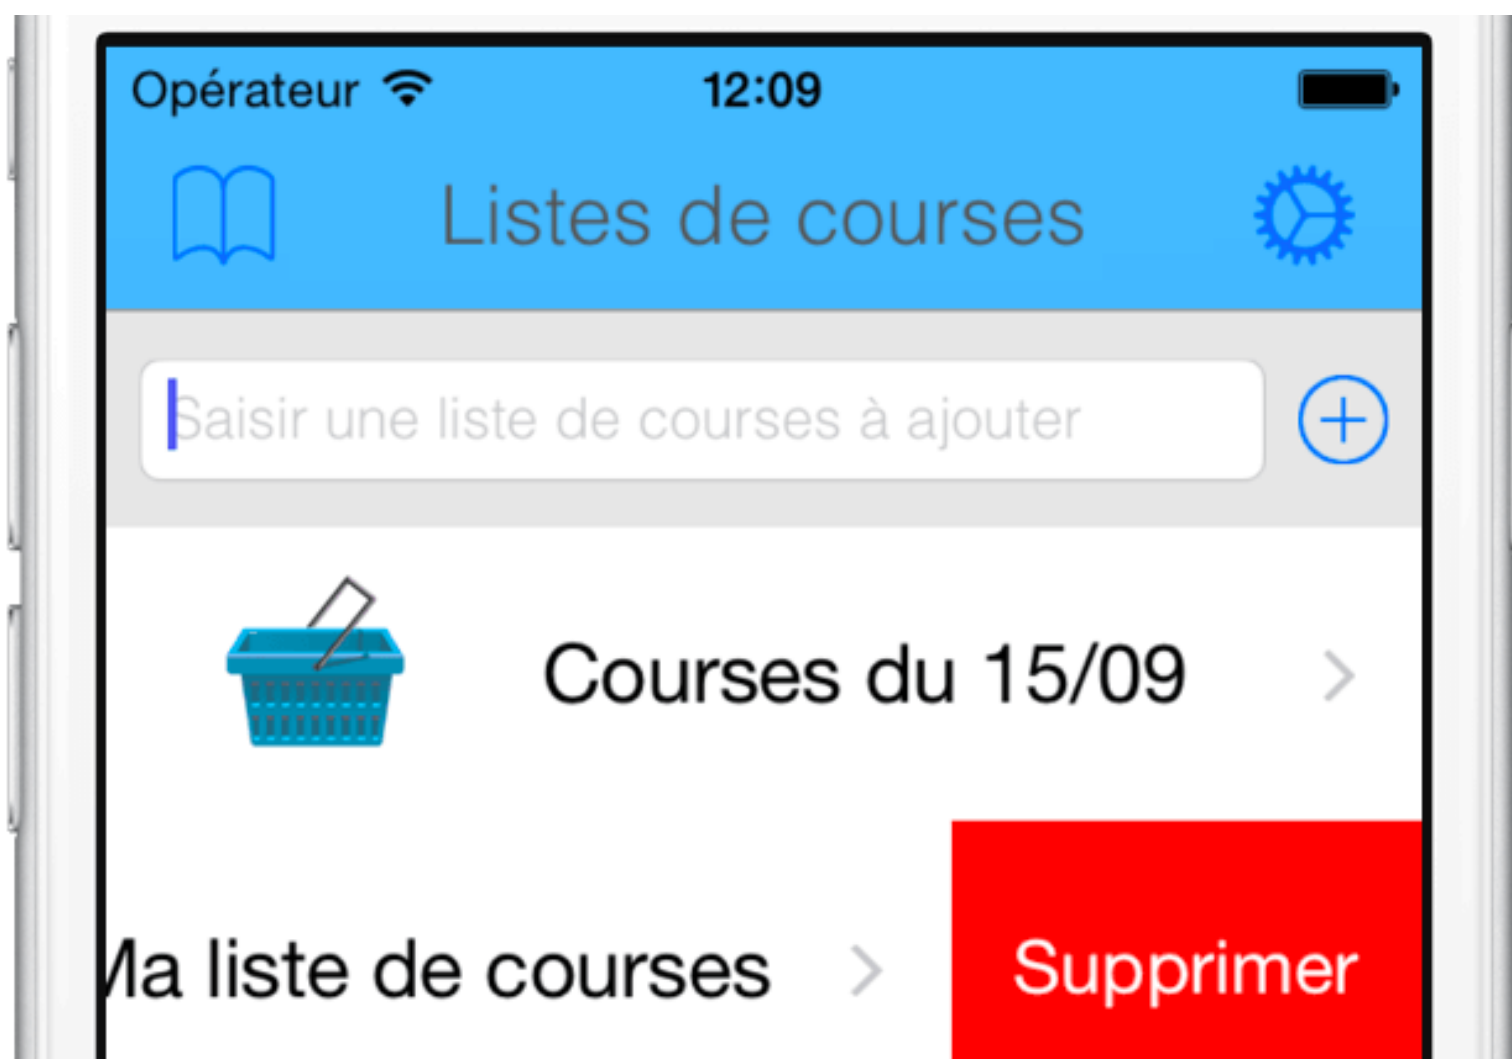 Opérateur 12:09
Listes de courses
Saisir une liste de courses à ajouter
Courses du 15/09
Ma liste de courses
Supprimer